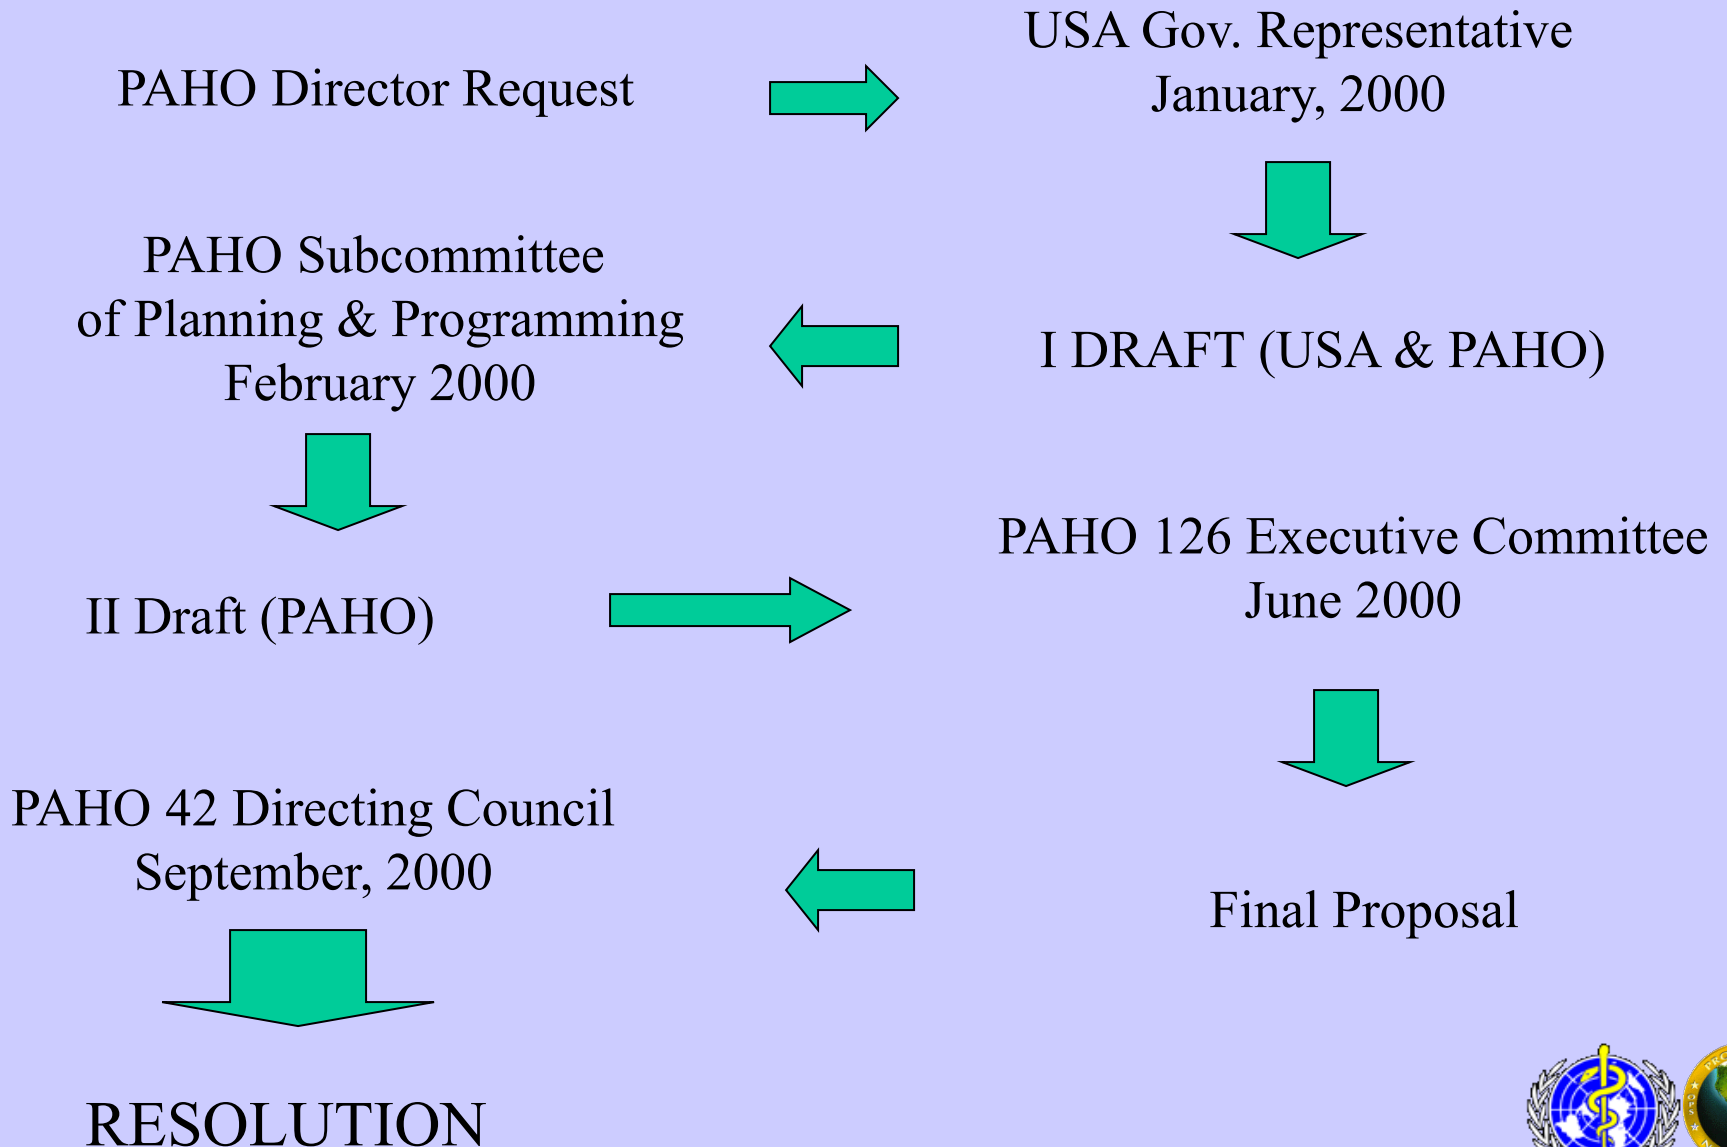 PAHO Director Request
USA Gov. Representative
January, 2000
PAHO Subcommittee
of Planning & Programming
February 2000
I DRAFT (USA & PAHO)
II Draft (PAHO)
PAHO 126 Executive Committee
June 2000
PAHO 42 Directing Council
September, 2000
Final Proposal
RESOLUTION